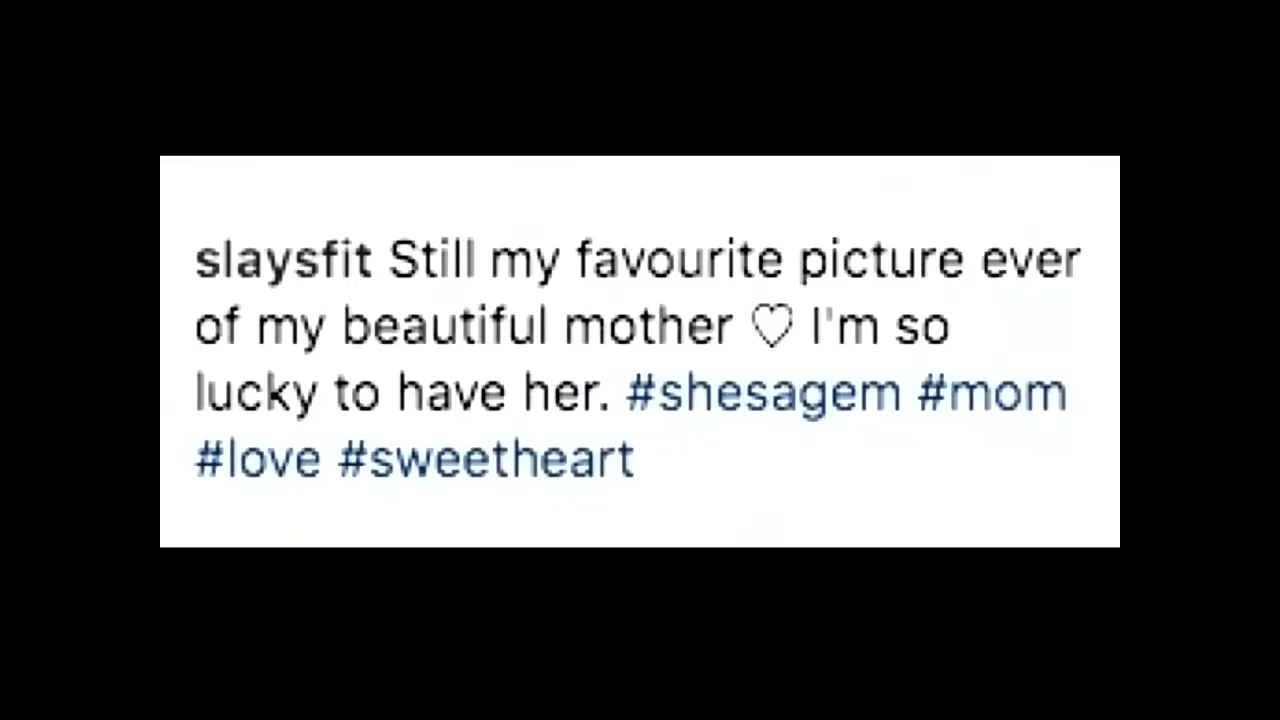 slaysfit Still my favourite picture ever
of my beautiful mother ♡ I'm so
lucky to have her. #shesagem #mom
#love #sweetheart